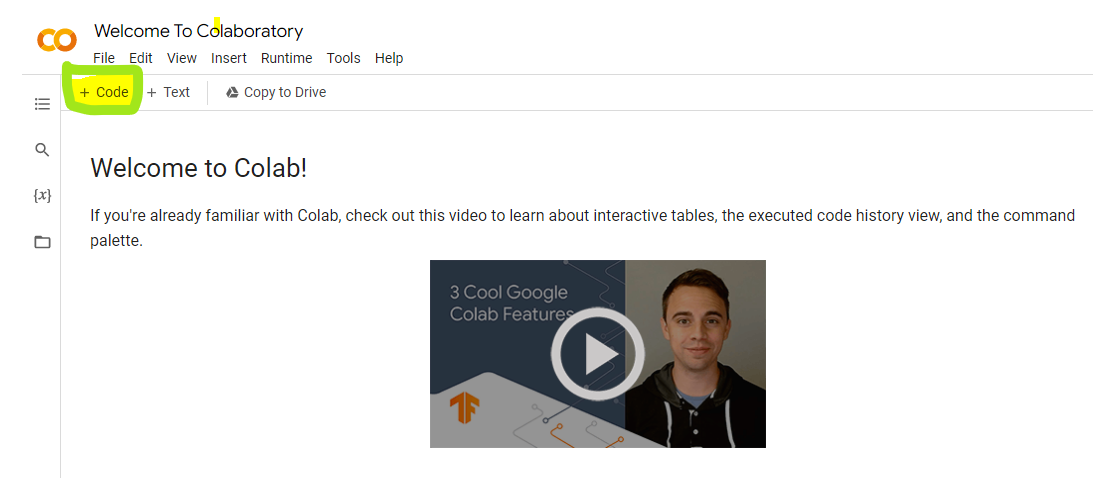 Welcome To Colaboratory
File Edit View Insert Runtime Tools Help
+ Code + Text Copy to Drive
{x}
Welcome to Colab!
If you're already familiar with Colab, check out this video to learn about interactive tables, the executed code history view, and the command
palette.
3 Cool Google
Colab Features